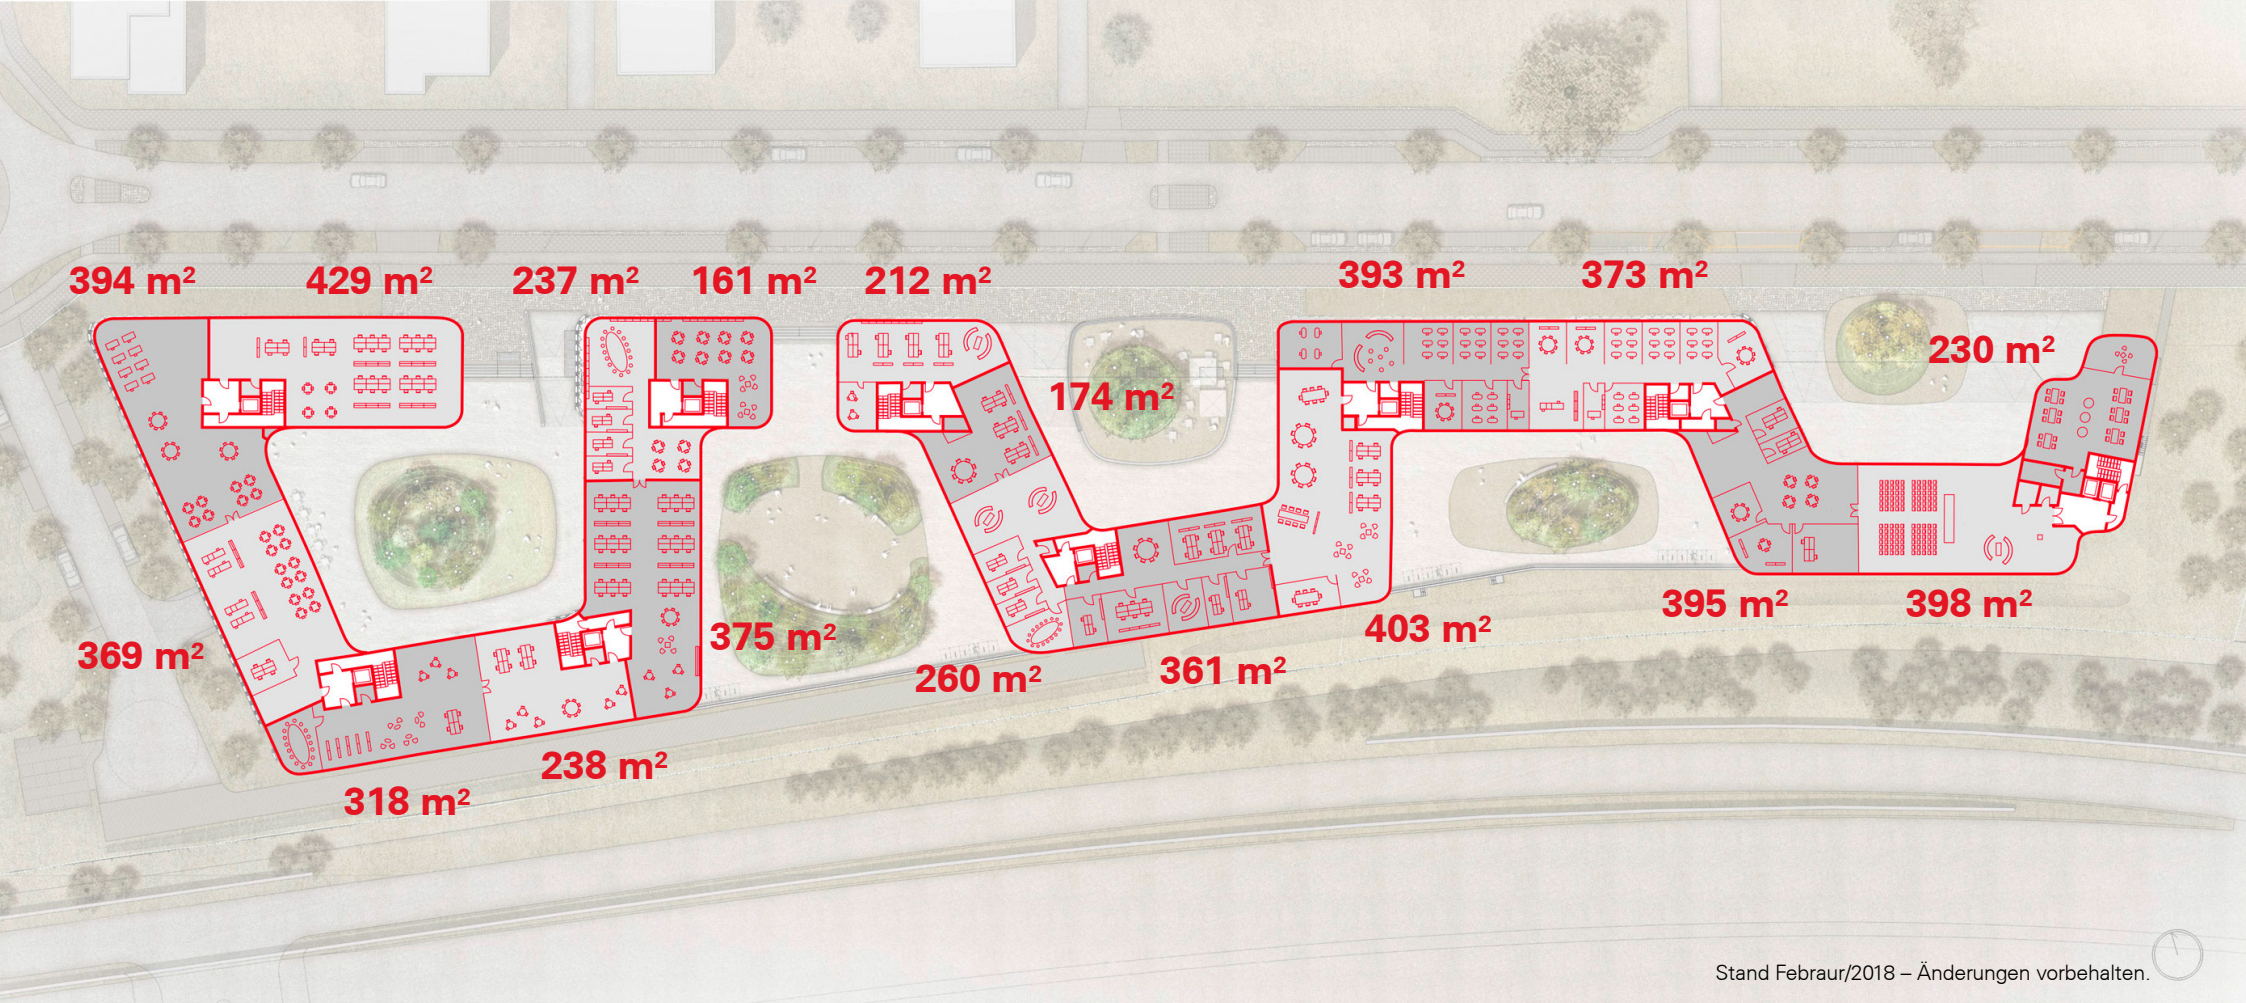 394 m²
429 m²
237 m²
161 m²
212 m²
393 m²
373 m²
230 m²
174 m²
369 m²
375 m²
260 m²
361 m²
403 m²
395 m²
398 m²
238 m²
318 m²
Stand Febraur/2018 – Änderungen vorbehalten.